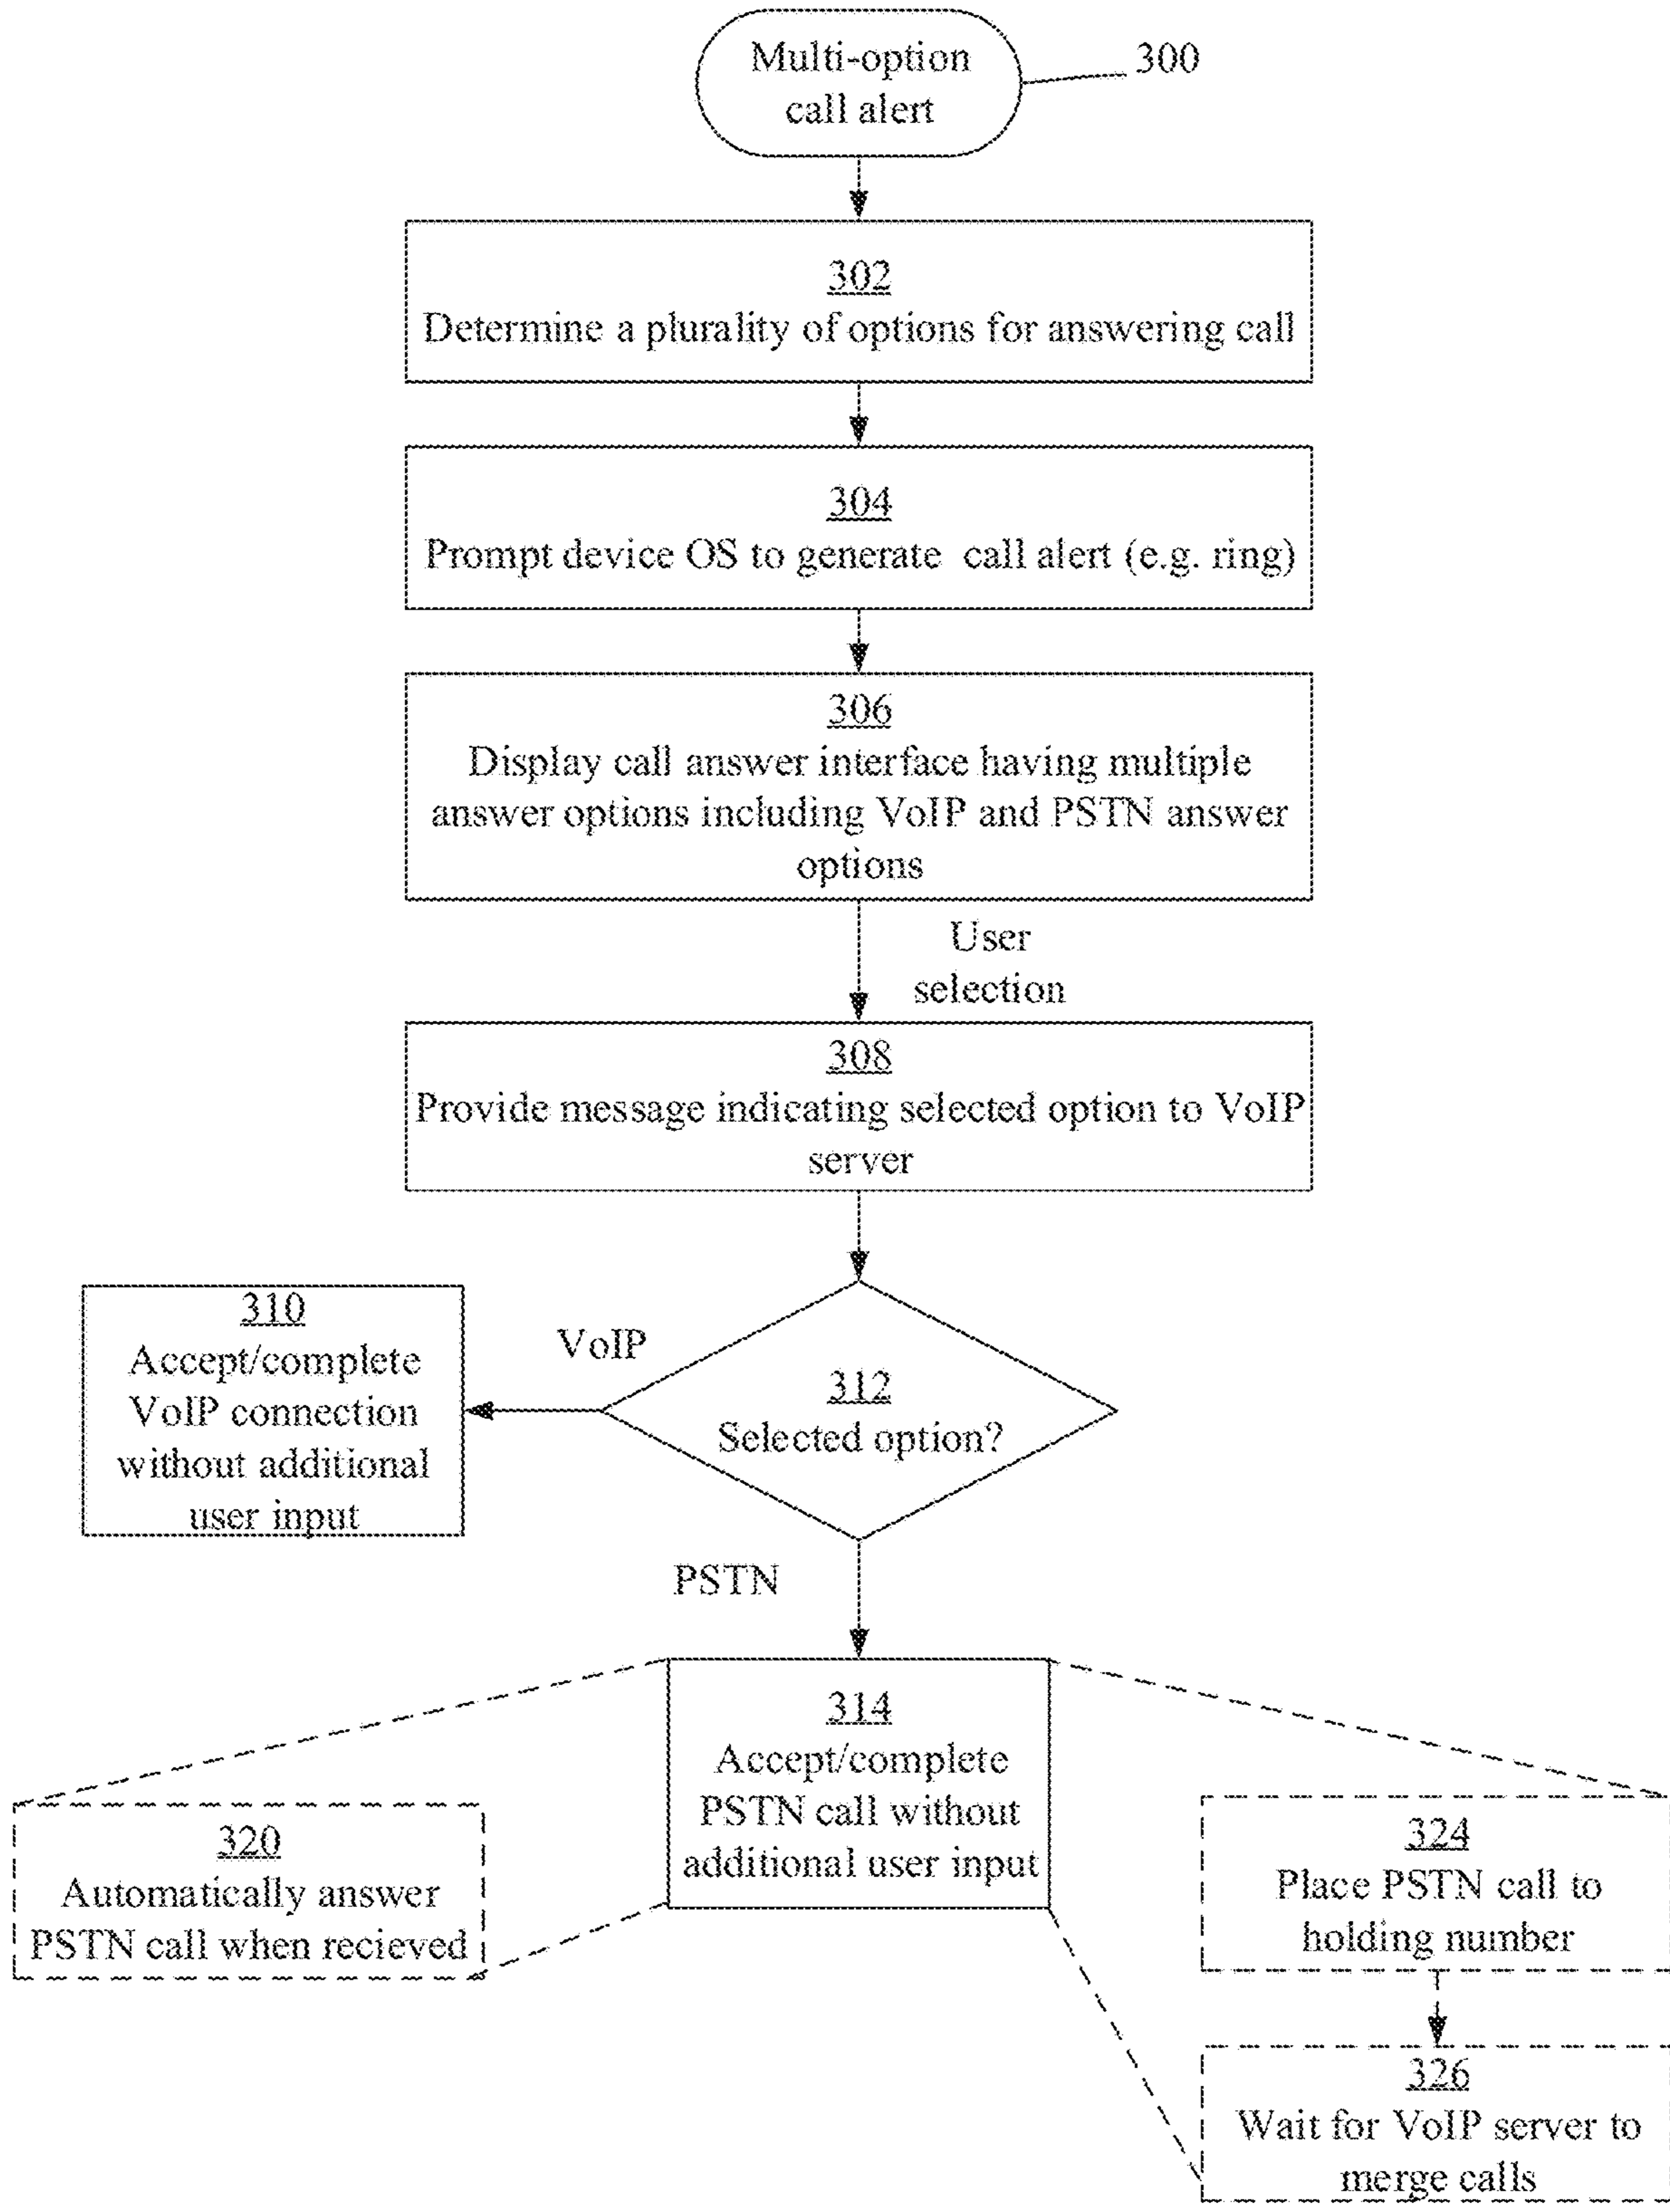 Multi-option
call alert
300
302
Determine a plurality of options for answering call
304
Prompt device OS to generate call alert (e.g. ring)
306
Display call answer interface having multiple
answer options including VoIP and PSTN answer
options
User
selection
308
Provide message indicating selected option to VoIP
server
310
Accept/complete
VoIP connection
without additional
user input
VoIP
312
Selected option?
PSTN
314
Accept/complete
PSTN call without
additional user input
320
Automatically answer
PSTN call when recieved
324
Place PSTN call to
holding number
326
Wait for VoIP server to
merge calls